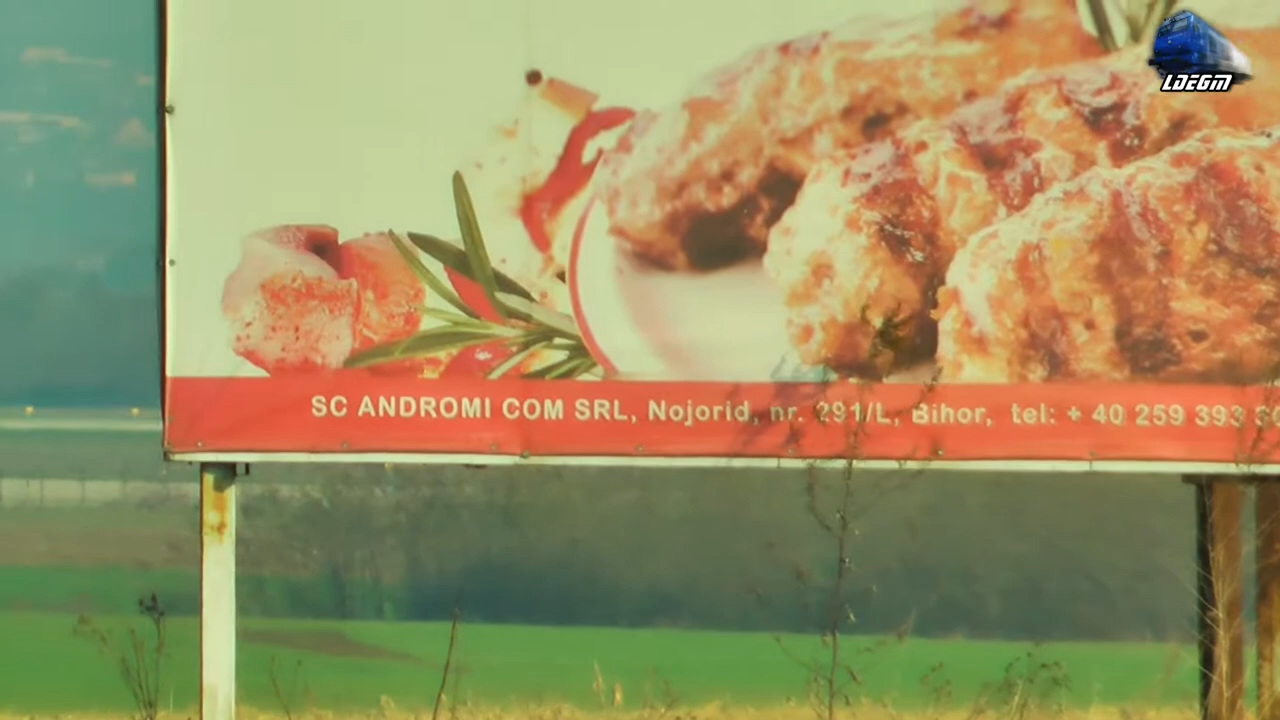 LDEGM
SC ANDROMI COM SRL, Nojorid, nr. 291/L, Bihor, tel: + 40 259 393